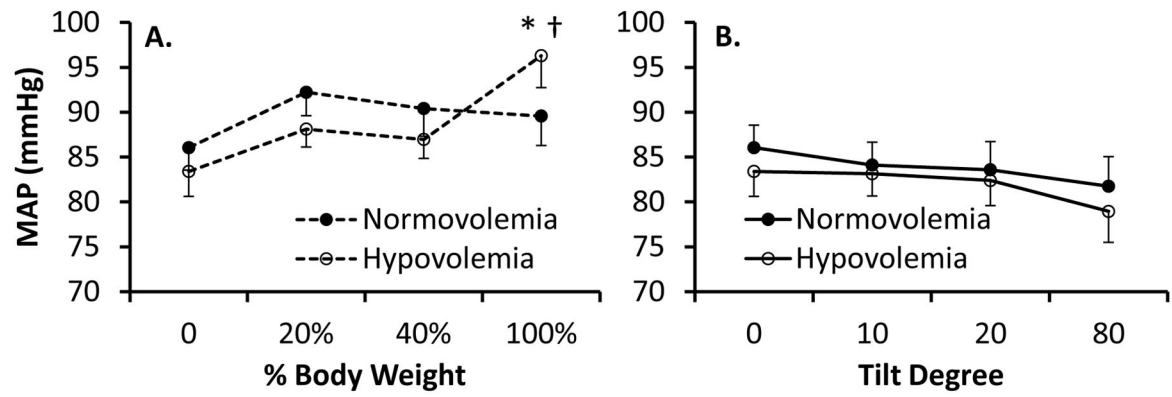 A.
* †
MAP (mmHg)
100
95
90
85
80
75
70
Normovolemia
Hypovolemia
0 20% 40% 100%
% Body Weight
B.
100
95
90
85
80
75
70
Normovolemia
Hypovolemia
0 10 20 80
Tilt Degree